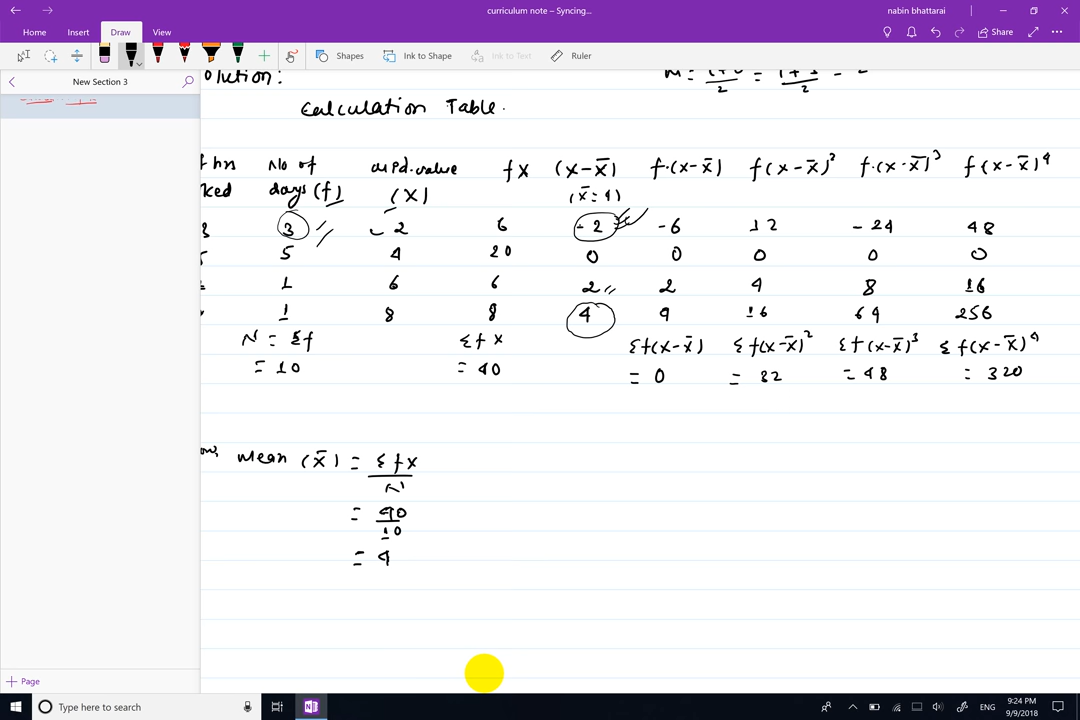 curriculum note - Syncing...
nabin bhattarai
Home Insert Draw View
Share
Shapes Ink to Shape Ink to Text Ruler
New Section 3
olution:
Calculation Table.
f hrs No of mpd. value fx (x-x̄) f.(x-x̄) f(x-x̄)² f.(x-x̄)³ f(x-x̄)⁴
ked days (f) (x) (x̄=4)
3 3 2 6 -2 -6 12 -24 48
5 5 4 20 0 0 0 0 0
1 6 6 2 2 4 8 16
1 8 8 4 4 16 64 256
N = Σf Σfx Σf(x-x̄) Σf(x-x̄)² Σf(x-x̄)³ Σf(x-x̄)⁴
= 10 = 40 = 0 = 32 = 48 = 320
Mean (x̄) = Σfx
N
= 40
10
= 4
Page
Type here to search
ENG
9:24 PM
9/9/2018